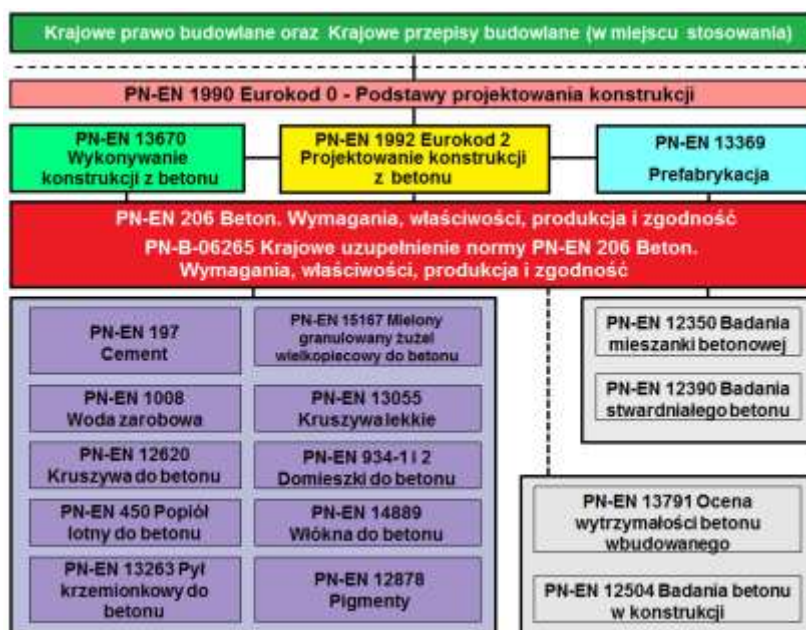 Krajowe prawo budowlane oraz Krajowe przepisy budowlane (w miejscu stosowania)
PN-EN 1990 Eurokod 0 - Podstawy projektowania konstrukcji
PN-EN 13670
Wykonywanie
konstrukcji z betonu
PN-EN 1992 Eurokod 2
Projektowanie konstrukcji
z betonu
PN-EN 13369
Prefabrykacja
PN-EN 206 Beton. Wymagania, właściwości, produkcja i zgodność
PN-B-06265 Krajowe uzupełnienie normy PN-EN 206 Beton.
Wymagania, właściwości, produkcja i zgodność
PN-EN 197
Cement
PN-EN 15167 Mielony
granulowany żużel
wielkopiecowy do betonu
PN-EN 1008
Woda zarobowa
PN-EN 13055
Kruszywa lekkie
PN-EN 12620
Kruszywa do betonu
PN-EN 934-1 i 2
Domieszki do betonu
PN-EN 450 Popiół
lotny do betonu
PN-EN 14889
Włókna do betonu
PN-EN 13263 Pył
krzemionkowy do
betonu
PN-EN 12878
Pigmenty
PN-EN 12350 Badania
mieszanki betonowej
PN-EN 12390 Badania
stwardniałego betonu
PN-EN 13791 Ocena
wytrzymałości betonu
wbudowanego
PN-EN 12504 Badania betonu
w konstrukcji